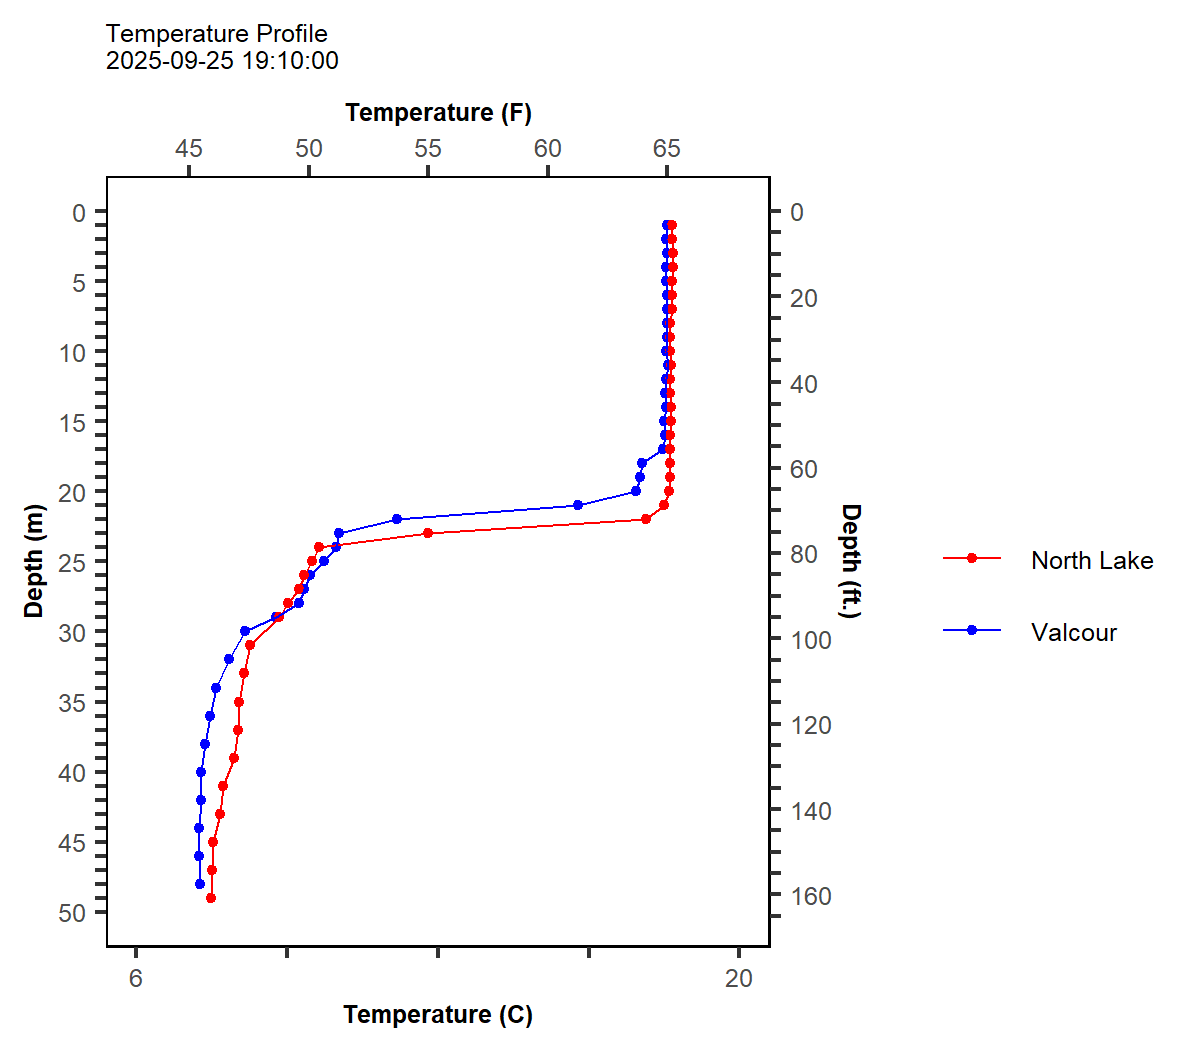 Temperature Profile
2025-09-25 19:10:00
Temperature (F)
45 50 55 60 65
0 0
5
20
10
40
15
60
20
80
25
Depth (m) Depth (ft.)
North Lake
30 100
Valcour
35
120
40
140
45
160
50
6 20
Temperature (C)